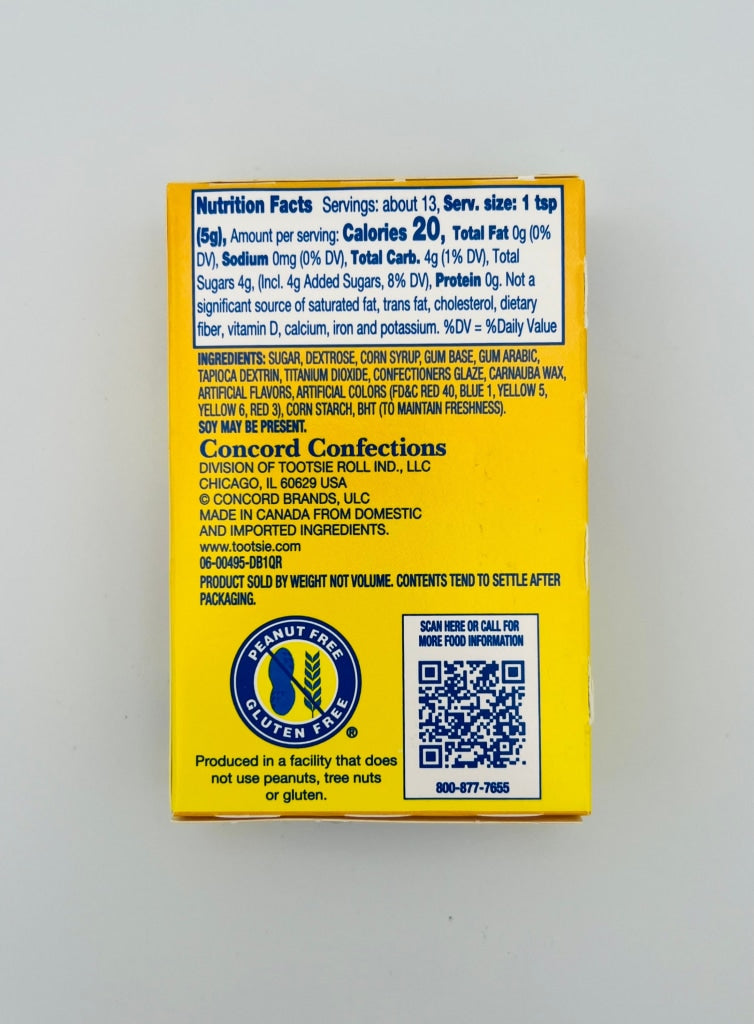 Nutrition Facts Servings: about 13, Serv. size: 1 tsp
(5g), Amount per serving: Calories 20, Total Fat 0g (0%
DV), Sodium 0mg (0% DV), Total Carb. 4g (1% DV), Total
Sugars 4g, (Incl. 4g Added Sugars, 8% DV), Protein 0g. Not a
significant source of saturated fat, trans fat, cholesterol, dietary
fiber, vitamin D, calcium, iron and potassium. %DV = %Daily Value
INGREDIENTS: SUGAR, DEXTROSE, CORN SYRUP, GUM BASE, GUM ARABIC,
TAPIOCA DEXTRIN, TITANIUM DIOXIDE, CONFECTIONERS GLAZE, CARNAUBA WAX,
ARTIFICIAL FLAVORS, ARTIFICIAL COLORS (FD&C RED 40, BLUE 1, YELLOW 5,
YELLOW 6, RED 3), CORN STARCH, BHT (TO MAINTAIN FRESHNESS).
SOY MAY BE PRESENT.
Concord Confections
DIVISION OF TOOTSIE ROLL IND., LLC
CHICAGO, IL 60629 USA
© CONCORD BRANDS, ULC
MADE IN CANADA FROM DOMESTIC
AND IMPORTED INGREDIENTS.
www.tootsie.com
06-00495-DB1QR
PRODUCT SOLD BY WEIGHT NOT VOLUME. CONTENTS TEND TO SETTLE AFTER
PACKAGING.
PEANUT FREE
GLUTEN FREE
®
Produced in a facility that does
not use peanuts, tree nuts
or gluten.
SCAN HERE OR CALL FOR
MORE FOOD INFORMATION
800-877-7655